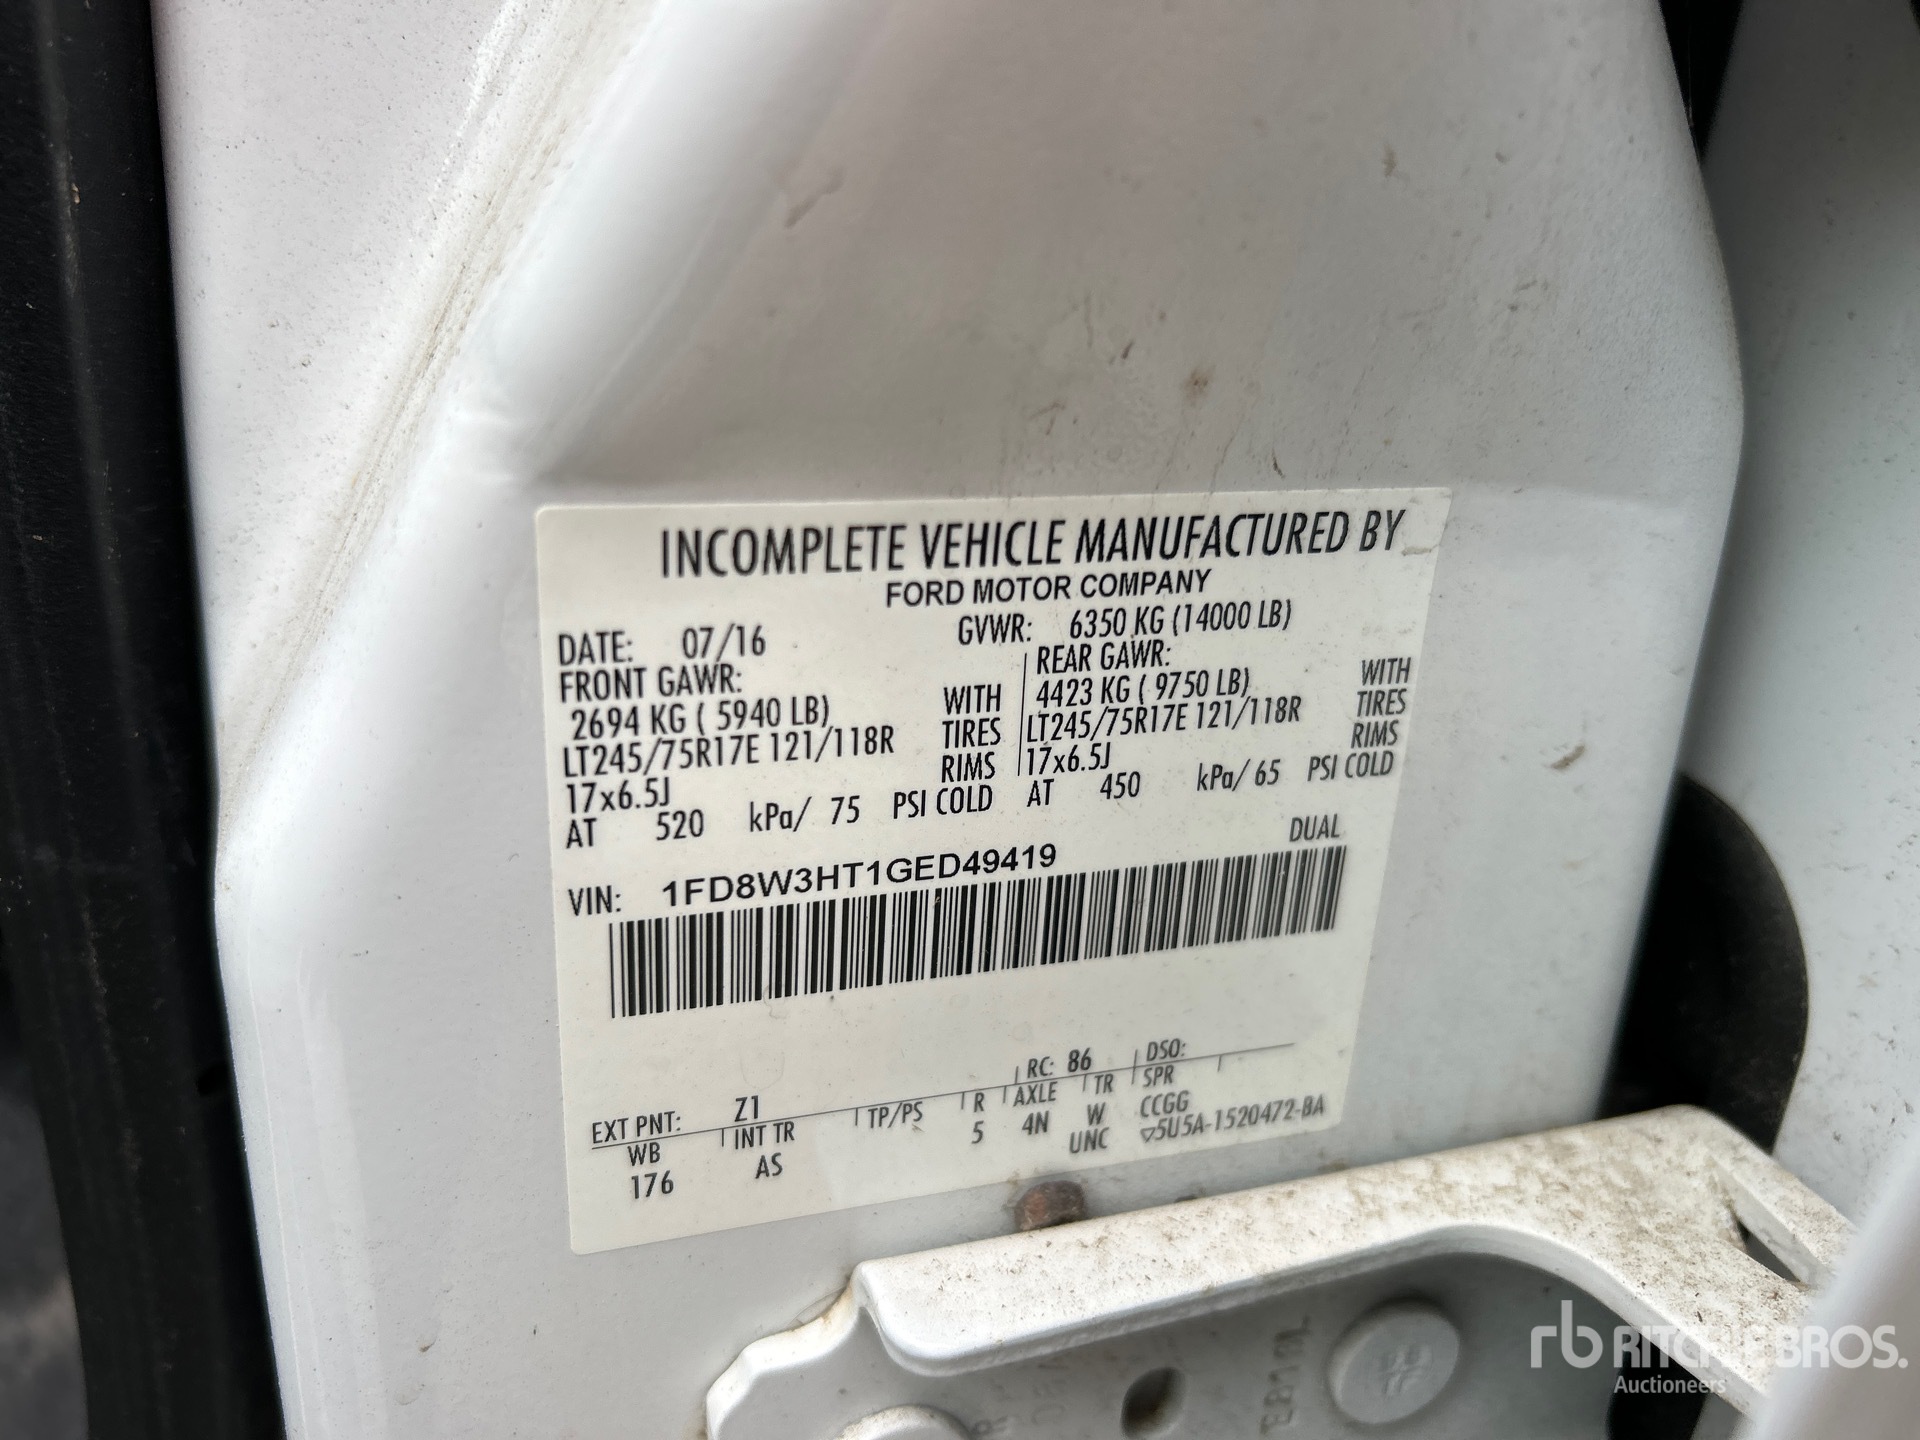 INCOMPLETE VEHICLE MANUFACTURED BY
FORD MOTOR COMPANY
DATE: 07/16 GVWR: 6350 KG (14000 LB)
FRONT GAWR: REAR GAWR:
2694 KG ( 5940 LB) WITH 4423 KG ( 9750 LB) WITH
LT245/75R17E 121/118R TIRES LT245/75R17E 121/118R TIRES
17x6.5J RIMS 17x6.5J RIMS
AT 520 kPa/ 75 PSI COLD AT 450 kPa/ 65 PSI COLD
DUAL
VIN: 1FD8W3HT1GED49419
EXT PNT: Z1 RC: 86 DSO:
WB INT TR TP/PS R AXLE TR SPR
176 AS 5 4N W CCGG
UNC ▽5U5A-1520472-BA
rb RITCHIE BROS.
Auctioneers